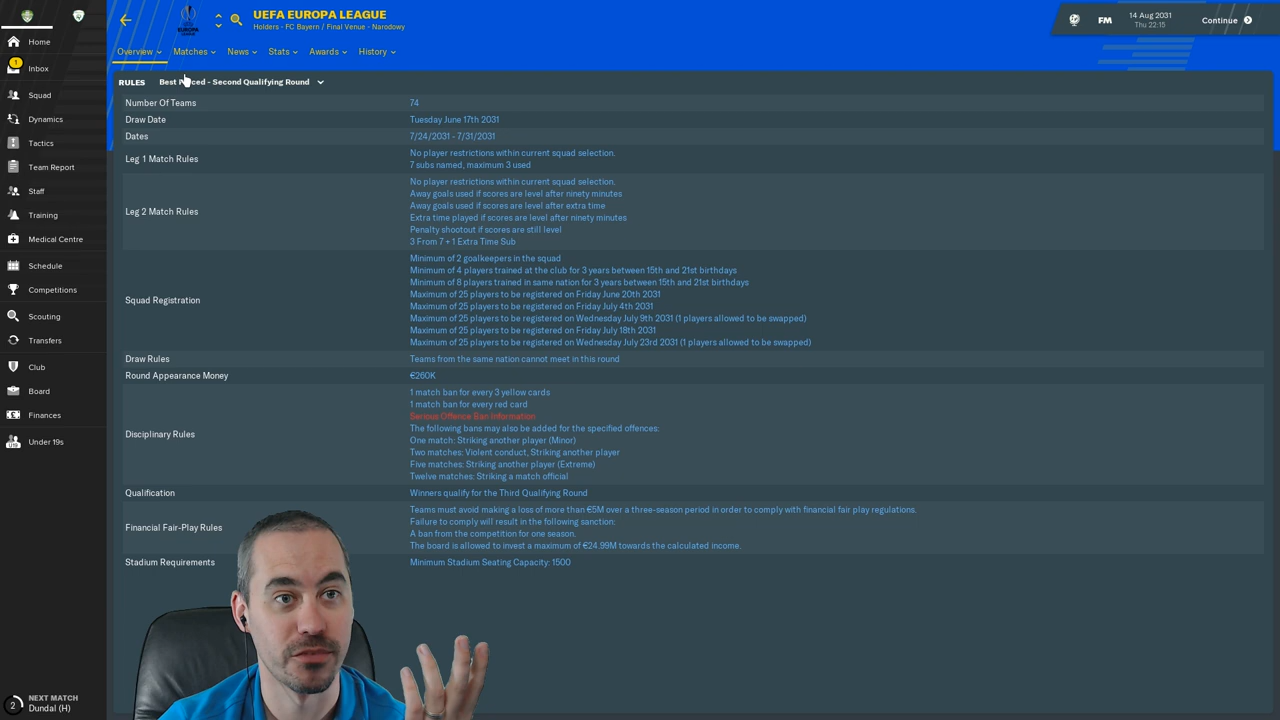 UEFA EUROPA LEAGUE
Holders - FC Bayern / Final Venue - Narodowy
14 Aug 2031
Thu 22:15
FM
Continue
EUROPA
Overview
Matches
News
Stats
Awards
History
Home
1
Inbox
Squad
Dynamics
Tactics
Team Report
Staff
Training
Medical Centre
Schedule
Competitions
Scouting
Transfers
Club
Board
Finances
Under 19s
2
NEXT MATCH
Dundal (H)
RULES
Second Qualifying Round
Number Of Teams
74
Draw Date
Tuesday June 17th 2031
Dates
7/24/2031 - 7/31/2031
Leg 1 Match Rules
No player restrictions within current squad selection.
7 subs named, maximum 3 used
Leg 2 Match Rules
No player restrictions within current squad selection.
Away goals used if scores are level after ninety minutes
Away goals used if scores are level after extra time
Extra time played if scores are level after ninety minutes
Penalty shootout if scores are still level
3 From 7 + 1 Extra Time Sub
Squad Registration
Minimum of 2 goalkeepers in the squad
Minimum of 4 players trained at the club for 3 years between 15th and 21st birthdays
Minimum of 8 players trained in same nation for 3 years between 15th and 21st birthdays
Maximum of 25 players to be registered on Friday June 20th 2031
Maximum of 25 players to be registered on Friday July 4th 2031
Maximum of 25 players to be registered on Wednesday July 9th 2031 (1 players allowed to be swapped)
Maximum of 25 players to be registered on Friday July 18th 2031
Maximum of 25 players to be registered on Wednesday July 23rd 2031 (1 players allowed to be swapped)
Draw Rules
Teams from the same nation cannot meet in this round
Round Appearance Money
€260K
Disciplinary Rules
1 match ban for every 3 yellow cards
1 match ban for every red card
Serious Offence Ban Information
The following bans may also be added for the specified offences:
One match: Striking another player (Minor)
Two matches: Violent conduct, Striking another player
Five matches: Striking another player (Extreme)
Twelve matches: Striking a match official
Qualification
Winners qualify for the Third Qualifying Round
Financial Fair-Play Rules
Teams must avoid making a loss of more than €5M over a three-season period in order to comply with financial fair play regulations.
Failure to comply will result in the following sanction:
A ban from the competition for one season.
The board is allowed to invest a maximum of €24.99M towards the calculated income.
Stadium Requirements
Minimum Stadium Seating Capacity: 1500